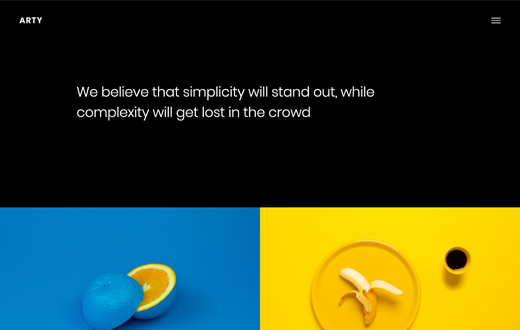 ARTY
We believe that simplicity will stand out, while
complexity will get lost in the crowd